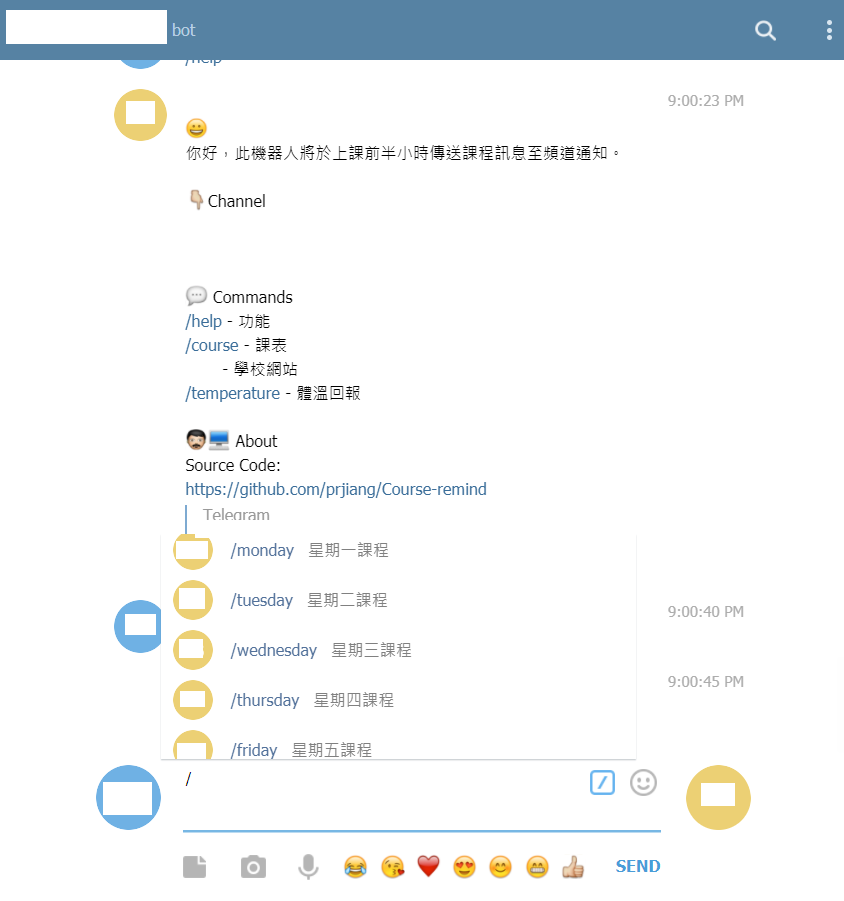 bot
/help
9:00:23 PM
你好，此機器人將於上課前半小時傳送課程訊息至頻道通知。
Channel
Commands
/help - 功能
/course - 課表
- 學校網站
/temperature - 體溫回報
About
Source Code:
https://github.com/prjiang/Course-remind
Telegram
/monday 星期一課程
/tuesday 星期二課程
9:00:40 PM
/wednesday 星期三課程
9:00:45 PM
/thursday 星期四課程
/friday 星期五課程
/
SEND